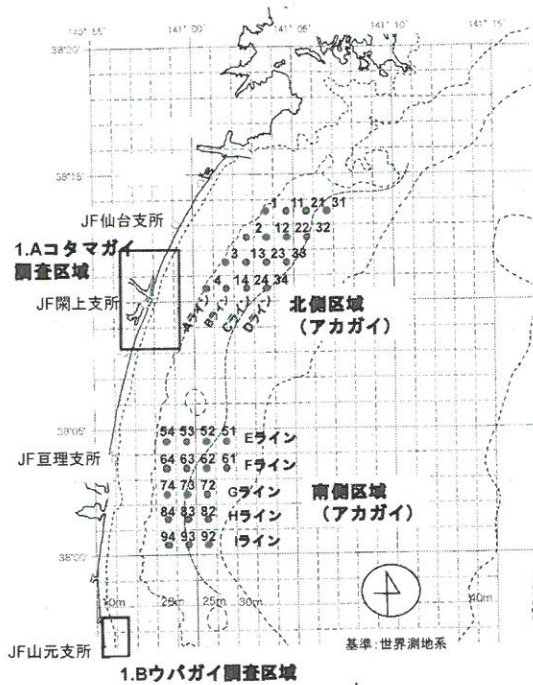 140°55' 141°00' 141°05' 141°10' 141°15'
38°20'
38°15'
1 11 21 31
JF仙台支所
2 12 22 32
1.Aコタマガイ
調査区域
3 13 23 33
4 14 24 34
JF閖上支所
Aライン
Bライン
Cライン
Dライン
北側区域
(アカガイ)
38°05'
54 53 52 51 Eライン
JF亘理支所
64 63 62 61 Fライン
74 73 72 Gライン
南側区域
(アカガイ)
84 83 82 Hライン
94 93 92 Iライン
38°00'
10m 20m 25m 30m 40m
JF山元支所
基準:世界測地系
1.Bウバガイ調査区域